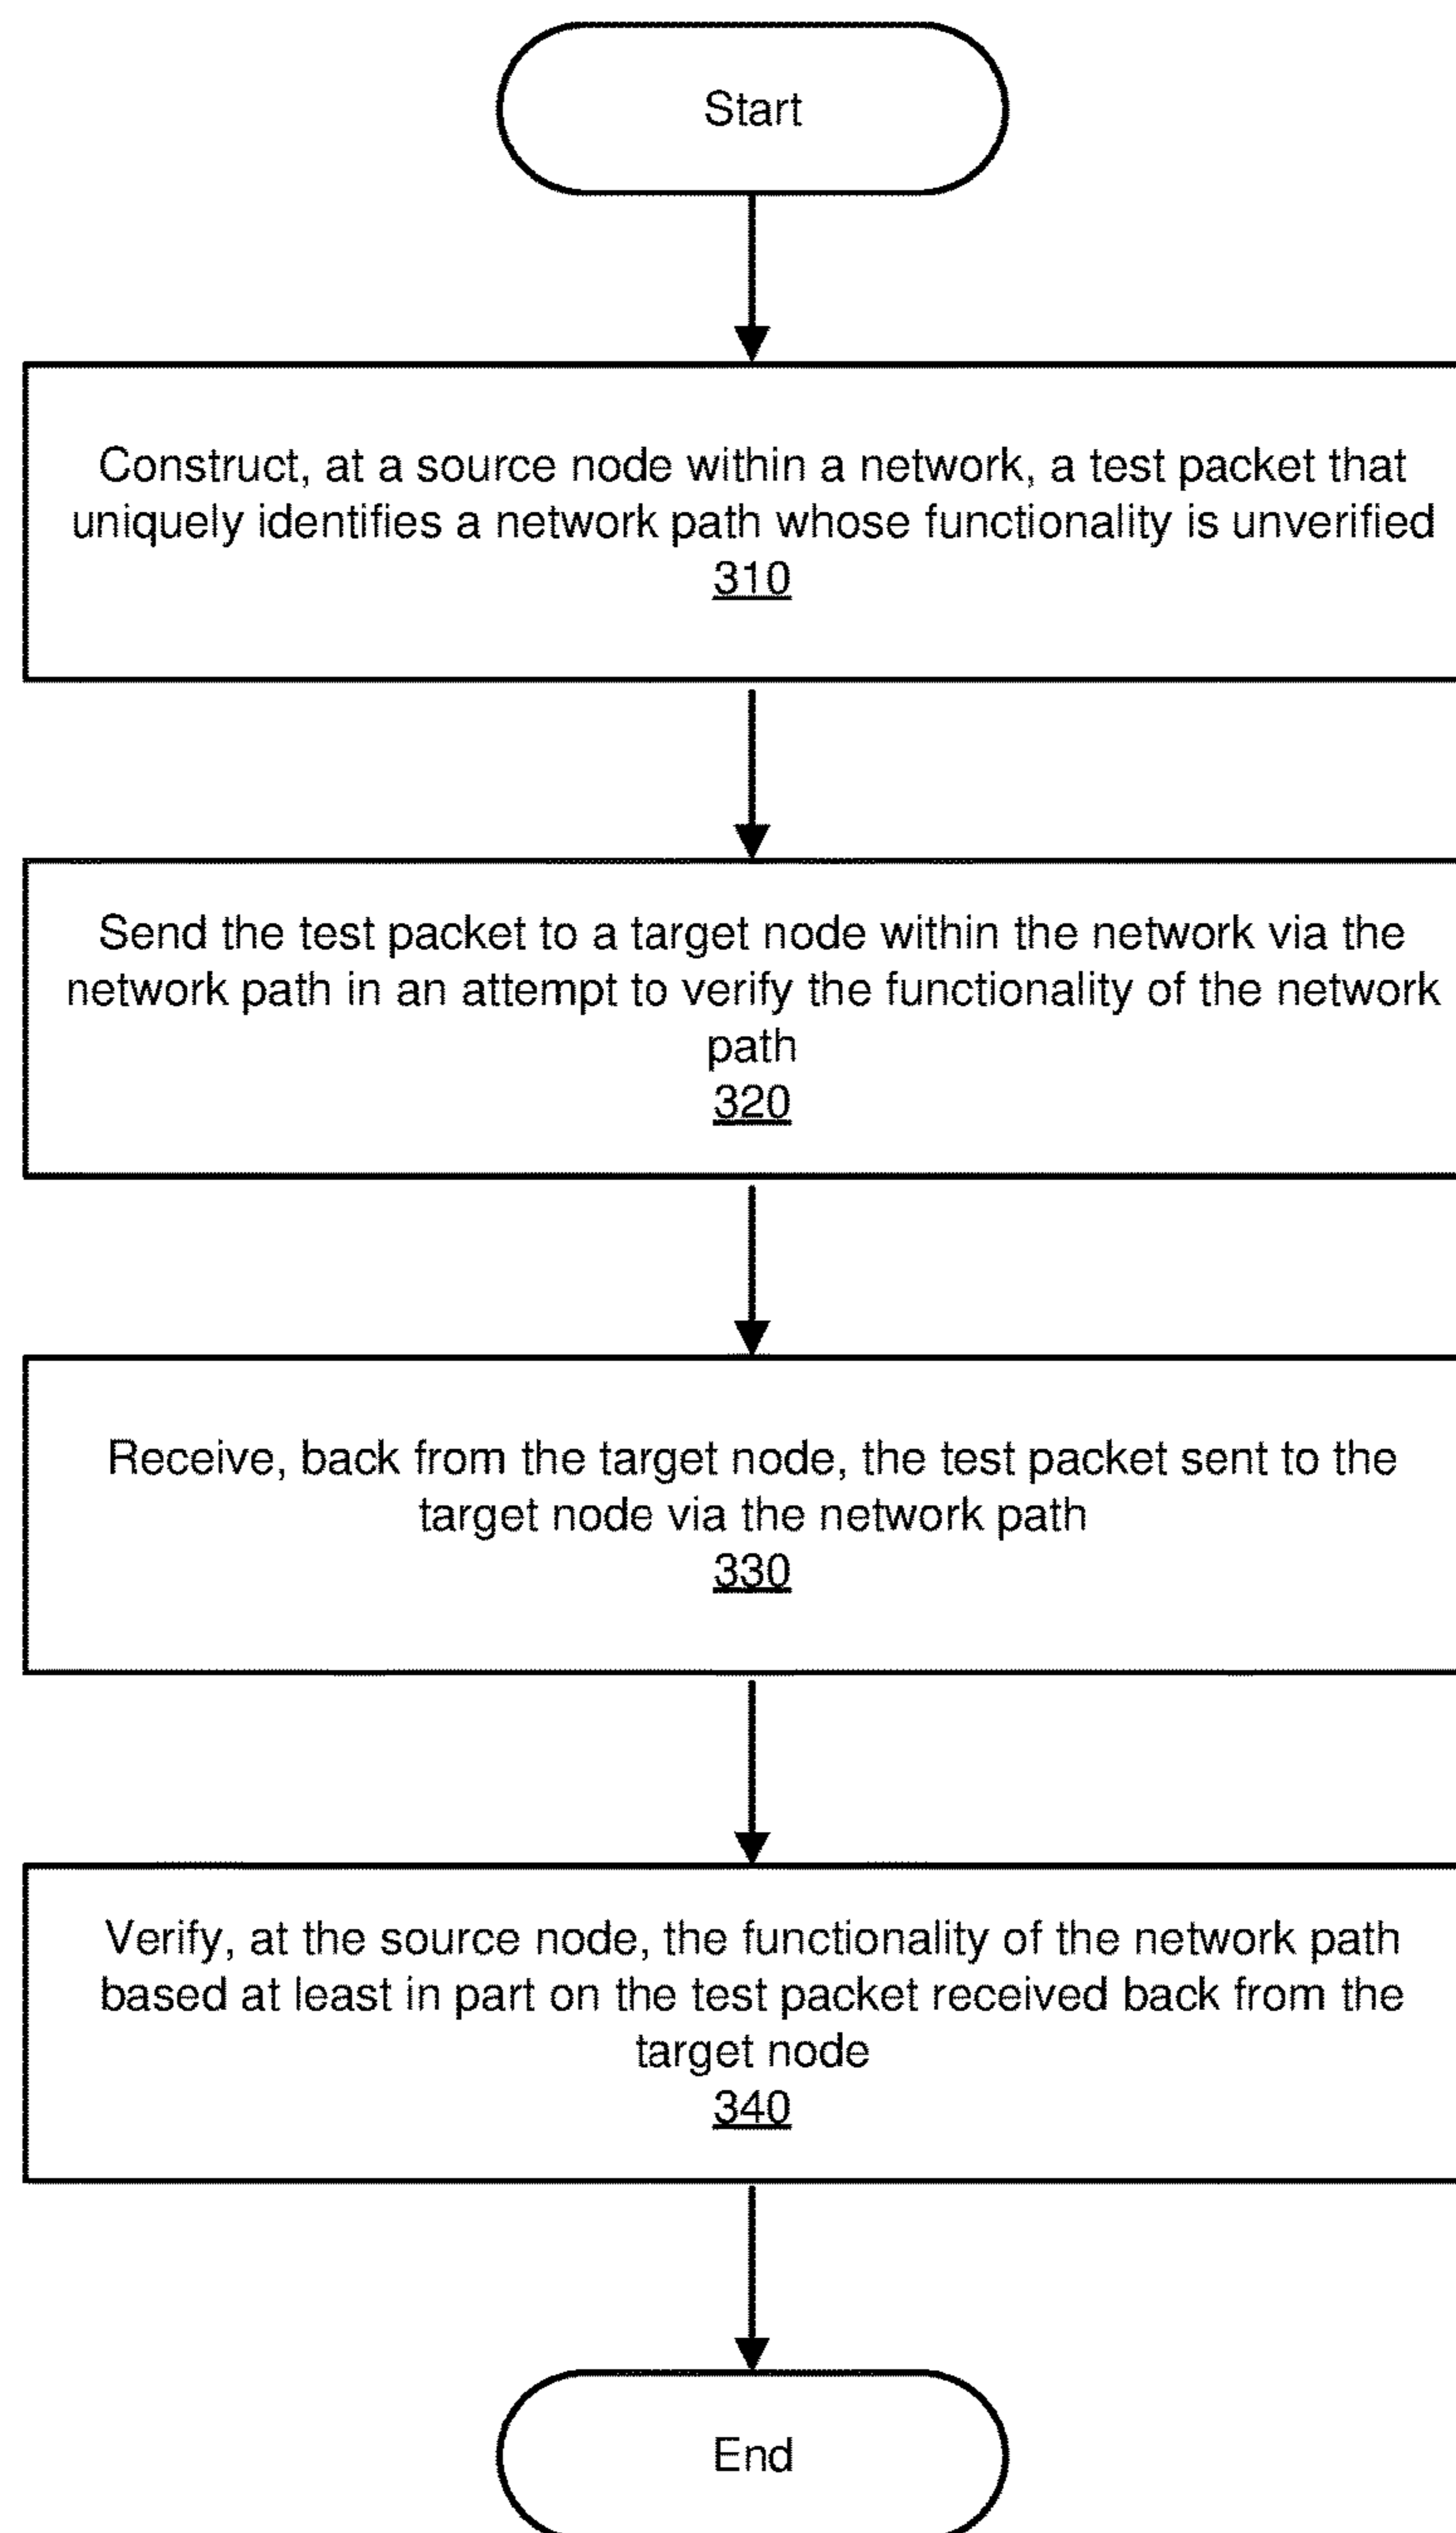 Start
Construct, at a source node within a network, a test packet that
uniquely identifies a network path whose functionality is unverified
310
Send the test packet to a target node within the network via the
network path in an attempt to verify the functionality of the network
path
320
Receive, back from the target node, the test packet sent to the
target node via the network path
330
Verify, at the source node, the functionality of the network path
based at least in part on the test packet received back from the
target node
340
End